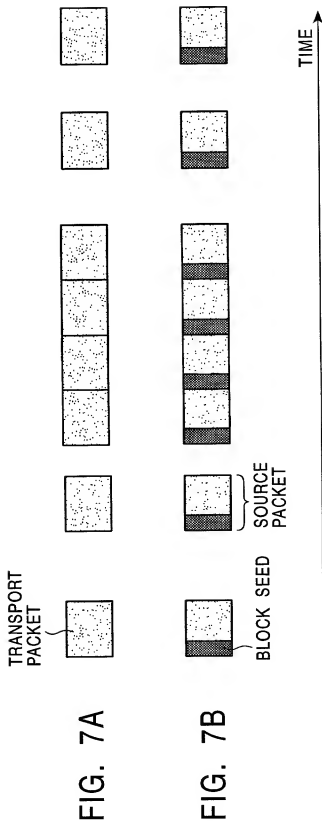 FIG. 7A
TRANSPORT
PACKET
FIG. 7B
BLOCK SEED
SOURCE
PACKET
TIME